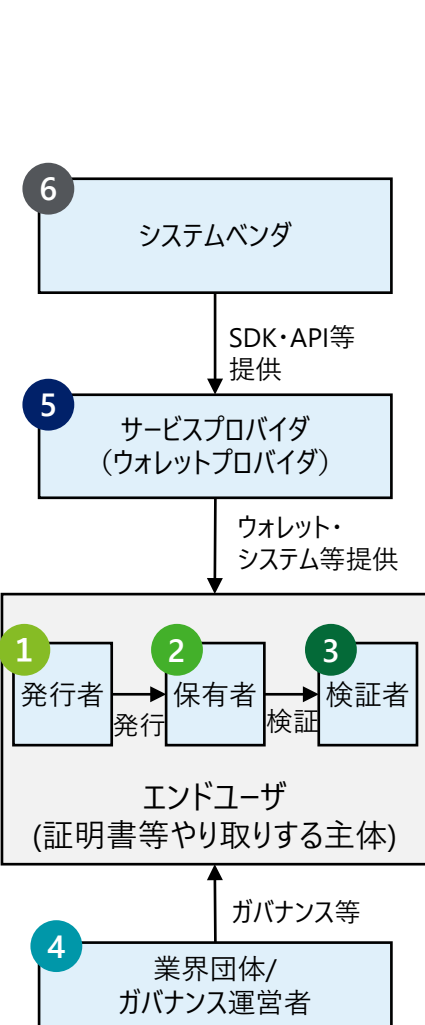 6
システムベンダ
SDK・API等
提供
5
サービスプロバイダ
（ウォレットプロバイダ）
ウォレット・
システム等提供
1
2
3
発行者
発行
保有者
検証
検証者
エンドユーザ
(証明書等やり取りする主体)
ガバナンス等
4
業界団体/
ガバナンス運営者